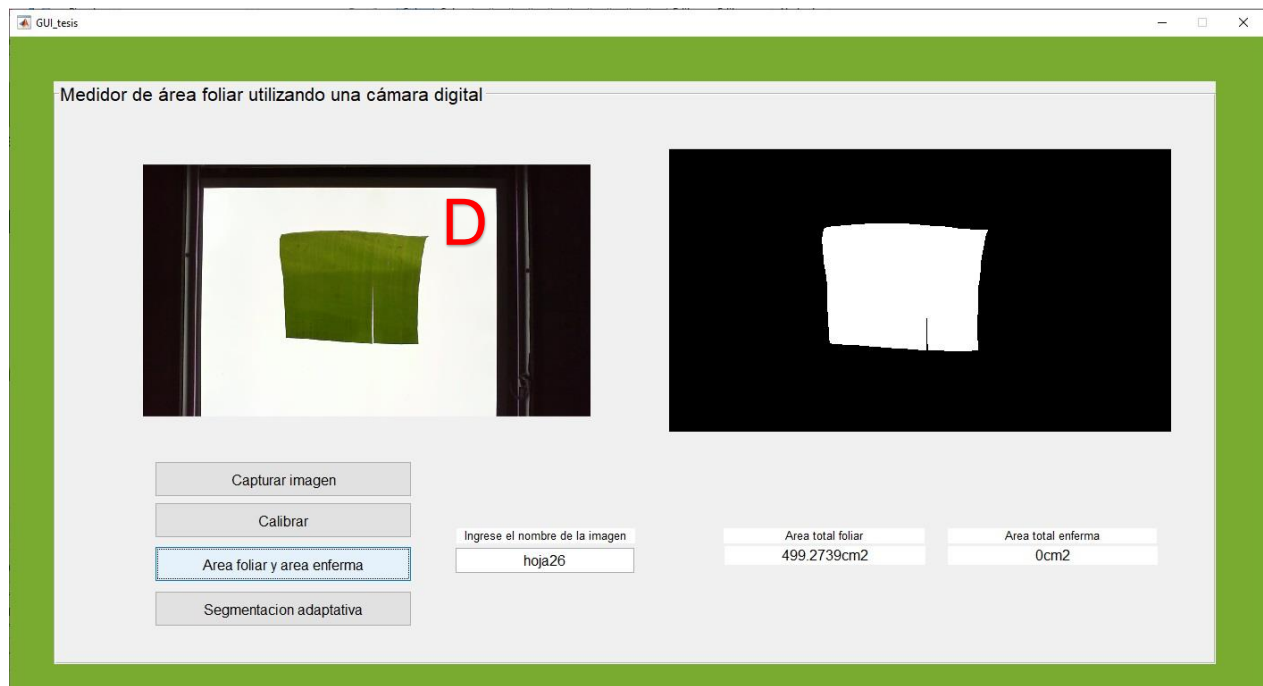 GUI_tesis
Medidor de área foliar utilizando una cámara digital
D
Capturar imagen
Calibrar
Area foliar y area enferma
Segmentacion adaptativa
Ingrese el nombre de la imagen
hoja26
Area total foliar
499.2739cm2
Area total enferma
0cm2